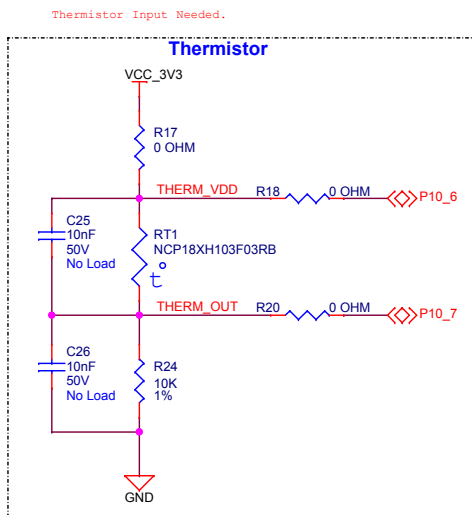 Thermistor Input Needed.
Thermistor
VCC_3V3
R17
0 OHM
THERM_VDD
R18
0 OHM
P10_6
C25
10nF
50V
No Load
RT1
NCP18XH103F03RB
t°
THERM_OUT
R20
0 OHM
P10_7
C26
10nF
50V
No Load
R24
10K
1%
GND